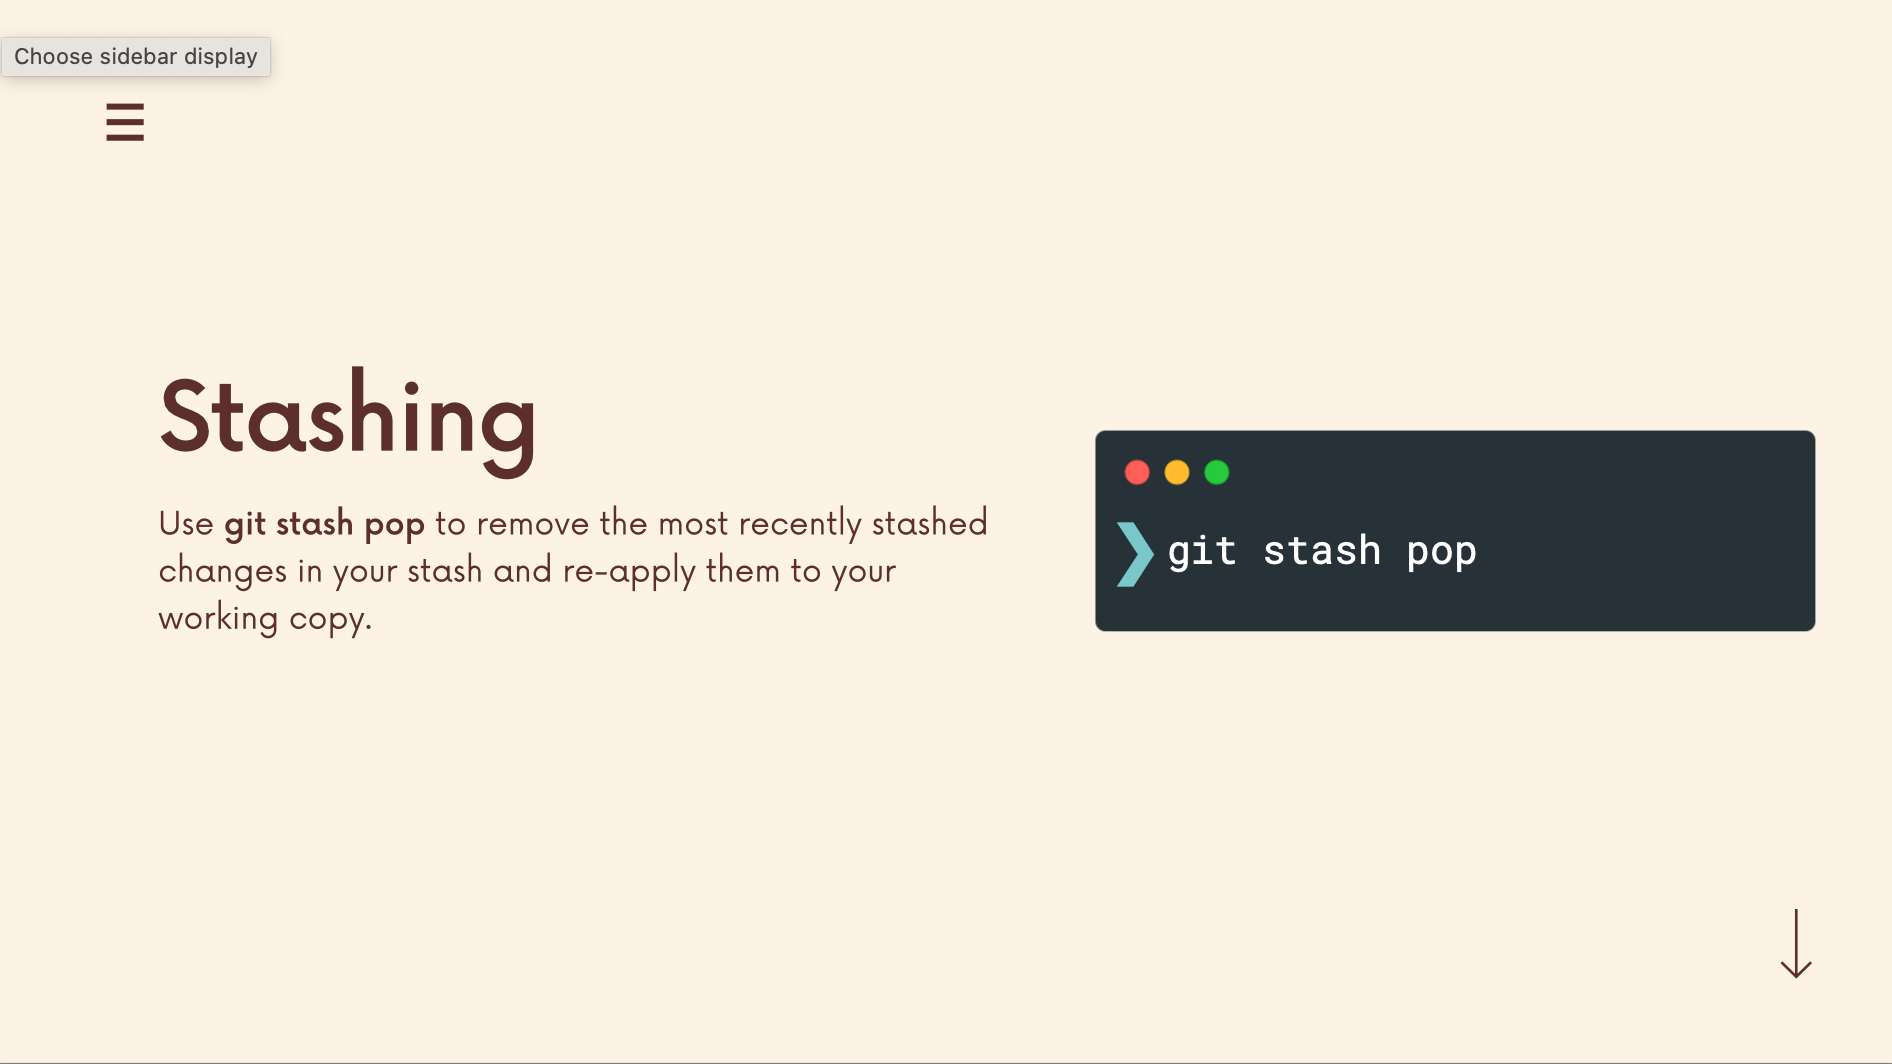 Choose sidebar display
Stashing
Use git stash pop to remove the most recently stashed
changes in your stash and re-apply them to your
working copy.
❯ git stash pop